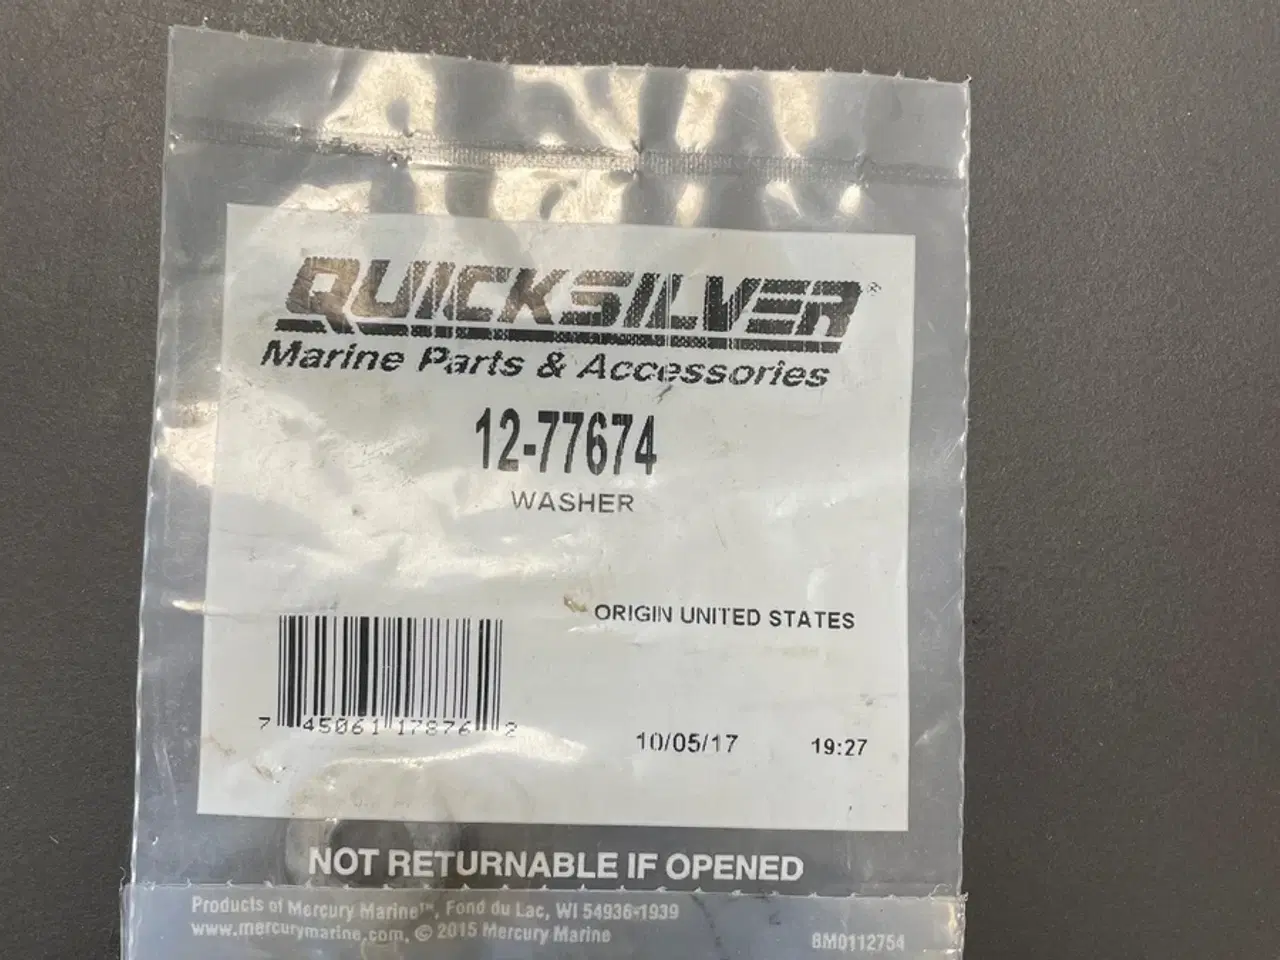 QUICKSILVER®
Marine Parts & Accessories
12-77674
WASHER
ORIGIN UNITED STATES
7 45061 17876 2
10/05/17 19:27
NOT RETURNABLE IF OPENED
Products of Mercury Marine™, Fond du Lac, WI 54936-1939
www.mercurymarine.com, © 2015 Mercury Marine
8M0112754